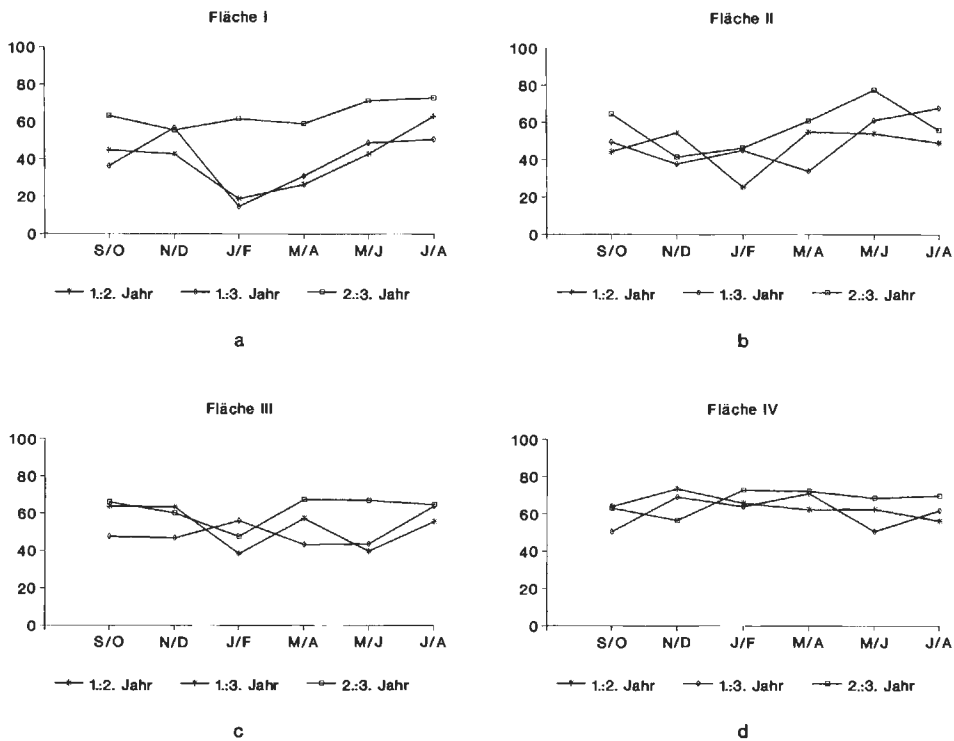 Fläche I
100
80
60
40
20
0
S/O N/D J/F M/A M/J J/A
1.:2. Jahr 1.:3. Jahr 2.:3. Jahr
a
Fläche II
100
80
60
40
20
0
S/O N/D J/F M/A M/J J/A
1.:2. Jahr 1.:3. Jahr 2.:3. Jahr
b
Fläche III
100
80
60
40
20
0
S/O N/D J/F M/A M/J J/A
1.:2. Jahr 1.:3. Jahr 2.:3. Jahr
c
Fläche IV
100
80
60
40
20
0
S/O N/D J/F M/A M/J J/A
1.:2. Jahr 1.:3. Jahr 2.:3. Jahr
d